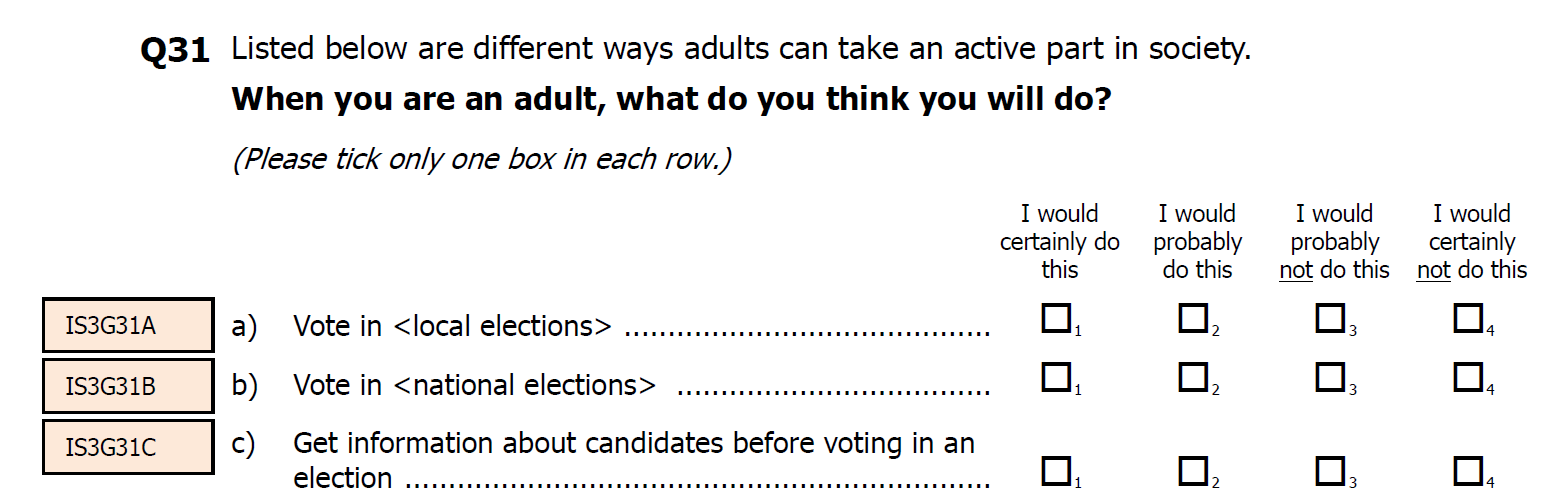 Q31 Listed below are different ways adults can take an active part in society.
When you are an adult, what do you think you will do?
(Please tick only one box in each row.)
I would certainly do this
I would probably do this
I would probably not do this
I would certainly not do this
IS3G31A a) Vote in <local elections> .......................................... 1 2 3 4
IS3G31B b) Vote in <national elections> .................................... 1 2 3 4
IS3G31C c) Get information about candidates before voting in an
election .................................................................... 1 2 3 4